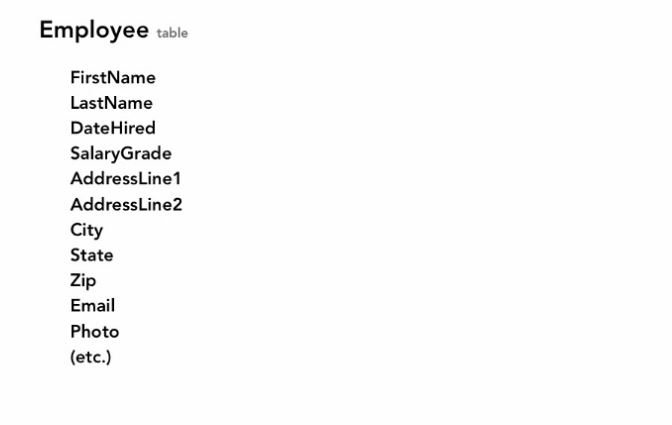 Employee table
FirstName
LastName
DateHired
SalaryGrade
AddressLine1
AddressLine2
City
State
Zip
Email
Photo
(etc.)